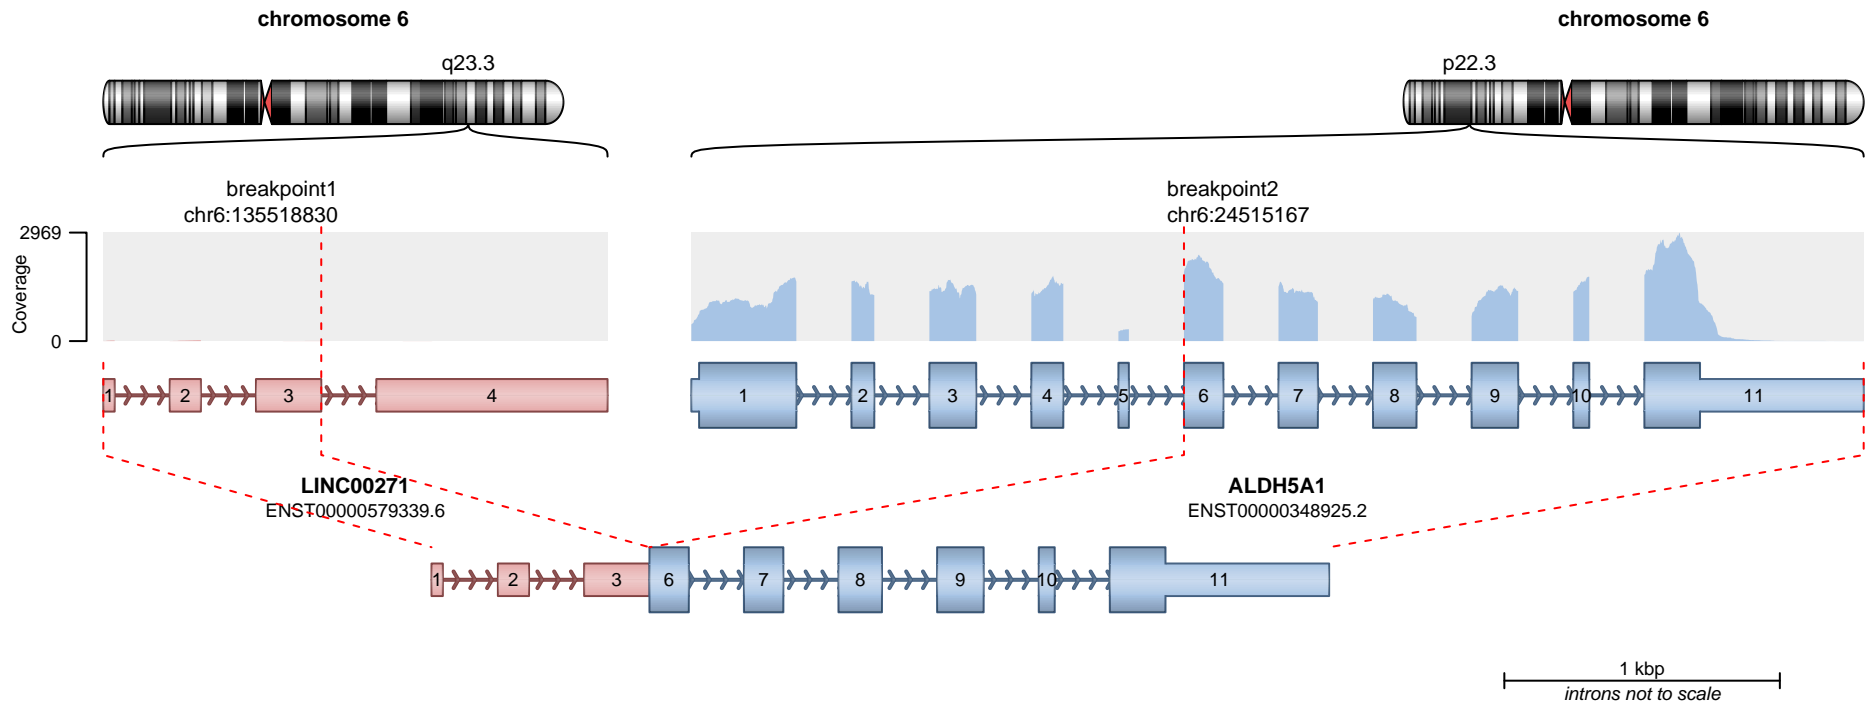 chromosome 6
chromosome 6
q23.3
p22.3
breakpoint1
chr6:135518830
breakpoint2
chr6:24515167
2969
Coverage
0
1 2 3 4
1 2 3 4 5 6 7 8 9 10 11
LINC00271
ENST00000579339.6
ALDH5A1
ENST00000348925.2
1 2 3 6 7 8 9 10 11
1 kbp
introns not to scale